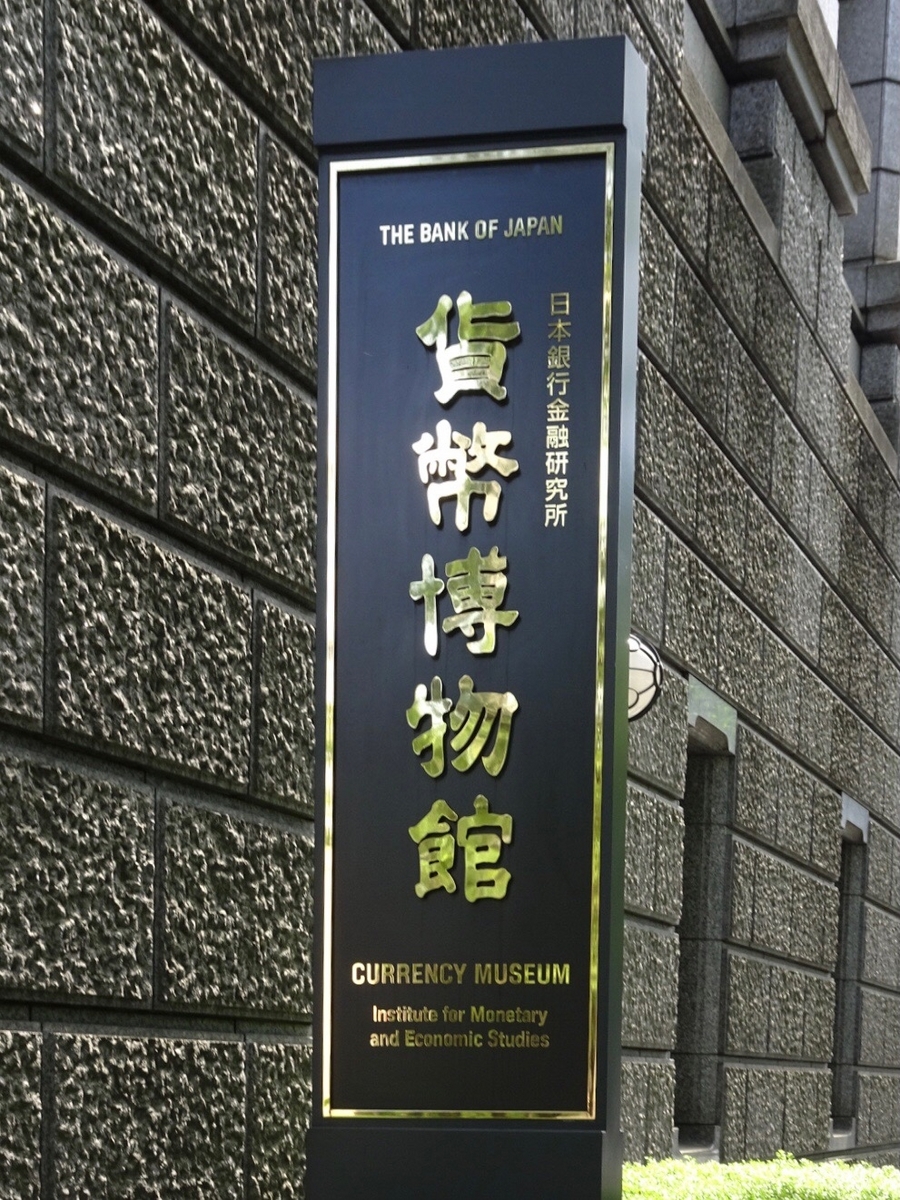 THE BANK OF JAPAN
日本銀行金融研究所
貨幣博物館
CURRENCY MUSEUM
Institute for Monetary
and Economic Studies